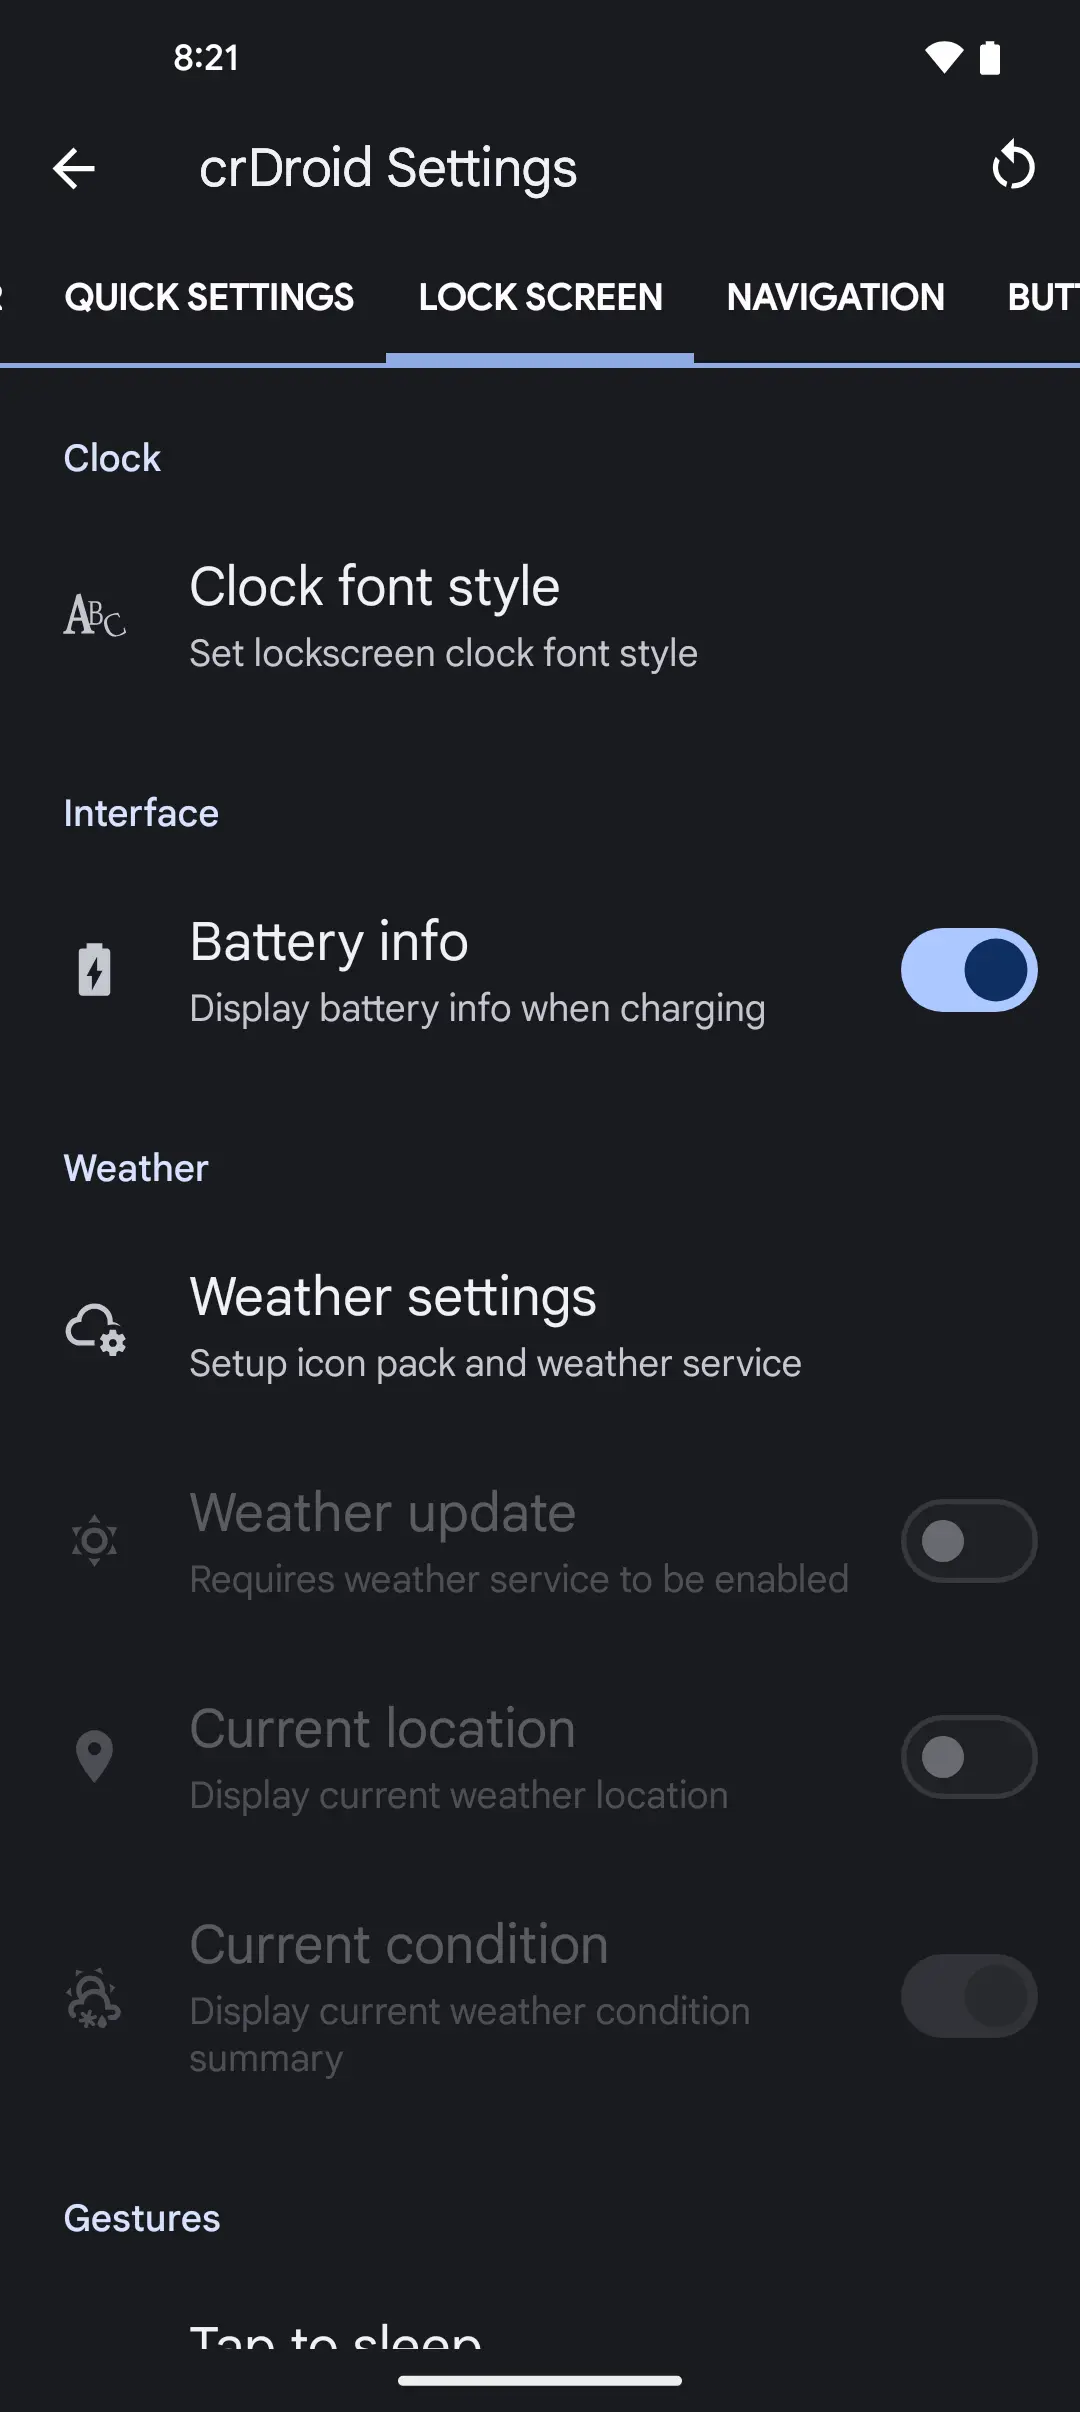 8:21
crDroid Settings
QUICK SETTINGS LOCK SCREEN NAVIGATION
Clock
ABC
Clock font style
Set lockscreen clock font style
Interface
Battery info
Display battery info when charging
Weather
Weather settings
Setup icon pack and weather service
Weather update
Requires weather service to be enabled
Current location
Display current weather location
Current condition
Display current weather condition
summary
Gestures
Tap to sleep